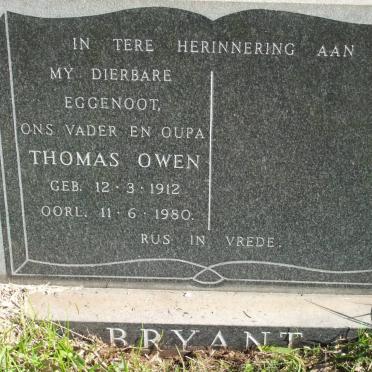 IN TERE HERINNERING AAN
MY DIERBARE
EGGENOOT,
ONS VADER EN OUPA
THOMAS OWEN
GEB. 12·3·1912
OORL. 11·6·1980.
RUS IN VREDE.
BRYANT